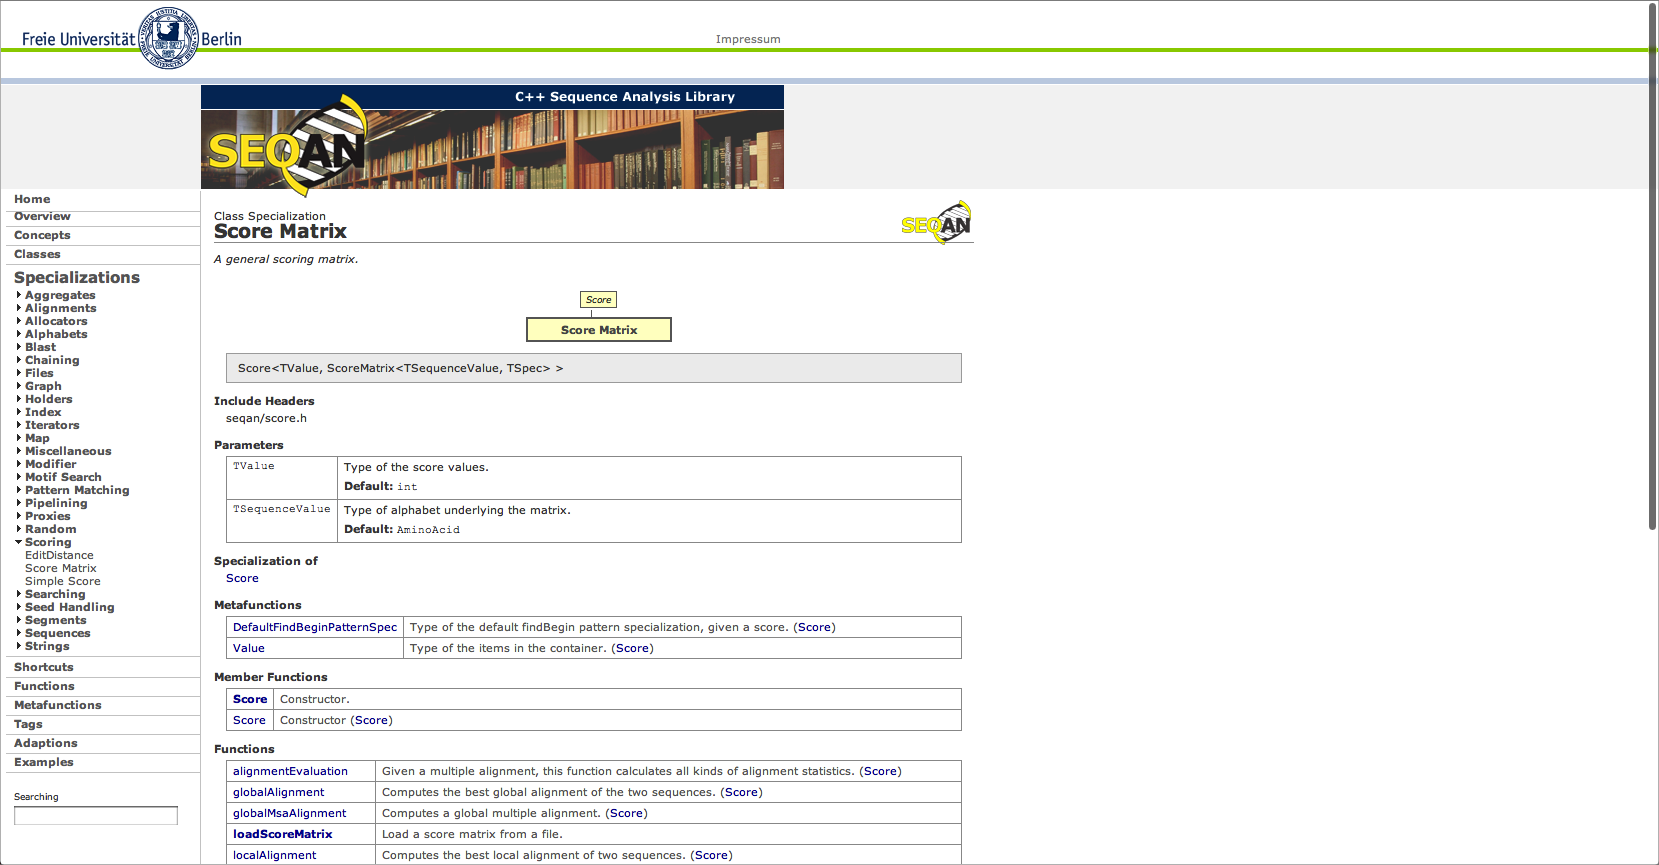 Freie Universität Berlin
Impressum
C++ Sequence Analysis Library
SEQAN
Home
Overview
Concepts
Classes
Specializations
Aggregates
Alignments
Allocators
Alphabets
Blast
Chaining
Files
Graph
Holders
Index
Iterators
Map
Miscellaneous
Modifier
Motif Search
Pattern Matching
Pipelining
Proxies
Random
Scoring
EditDistance
Score Matrix
Simple Score
Searching
Seed Handling
Segments
Sequences
Strings
Shortcuts
Functions
Metafunctions
Tags
Adaptions
Examples
Searching
Class Specialization
Score Matrix
SEQAN
A general scoring matrix.
Score
Score Matrix
Score<TValue, ScoreMatrix<TSequenceValue, TSpec> >
Include Headers
seqan/score.h
Parameters
TValue Type of the score values.
Default: int
TSequenceValue Type of alphabet underlying the matrix.
Default: AminoAcid
Specialization of
Score
Metafunctions
DefaultFindBeginPatternSpec Type of the default findBegin pattern specialization, given a score. (Score)
Value Type of the items in the container. (Score)
Member Functions
Score Constructor.
Score Constructor (Score)
Functions
alignmentEvaluation Given a multiple alignment, this function calculates all kinds of alignment statistics. (Score)
globalAlignment Computes the best global alignment of the two sequences. (Score)
globalMsaAlignment Computes a global multiple alignment. (Score)
loadScoreMatrix Load a score matrix from a file.
localAlignment Computes the best local alignment of two sequences. (Score)